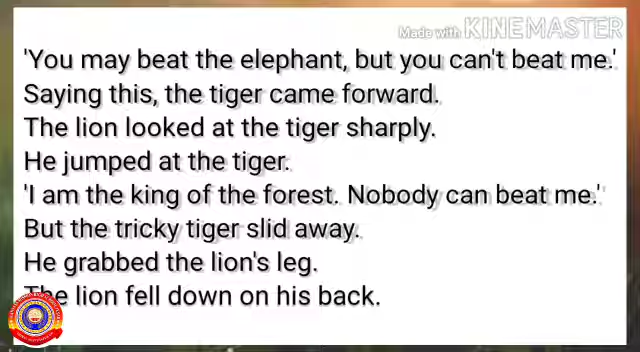 Made with KINEMASTER
'You may beat the elephant, but you can't beat me.'
Saying this, the tiger came forward.
The lion looked at the tiger sharply.
He jumped at the tiger.
'I am the king of the forest. Nobody can beat me.'
But the tricky tiger slid away.
He grabbed the lion's leg.
The lion fell down on his back.